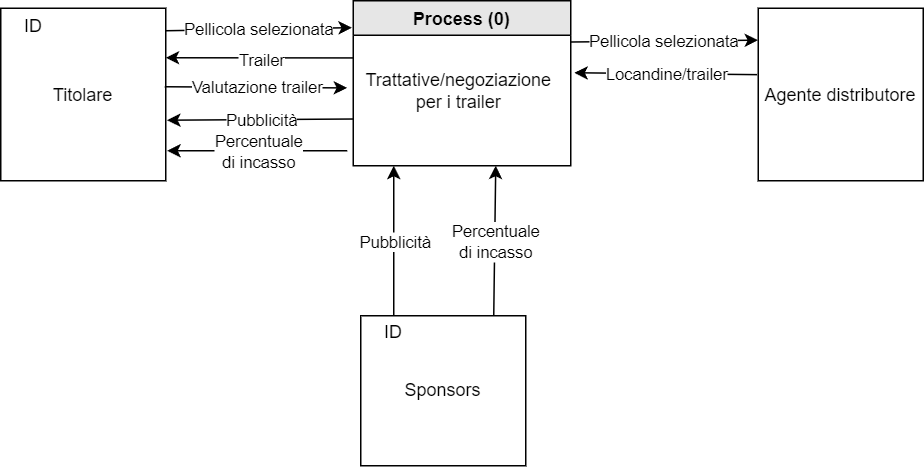 ID
Titolare
Pellicola selezionata
Trailer
Valutazione trailer
Pubblicità
Percentuale
di incasso
Process (0)
Trattative/negoziazione
per i trailer
Pellicola selezionata
Locandine/trailer
Agente distributore
Pubblicità
Percentuale
di incasso
ID
Sponsors